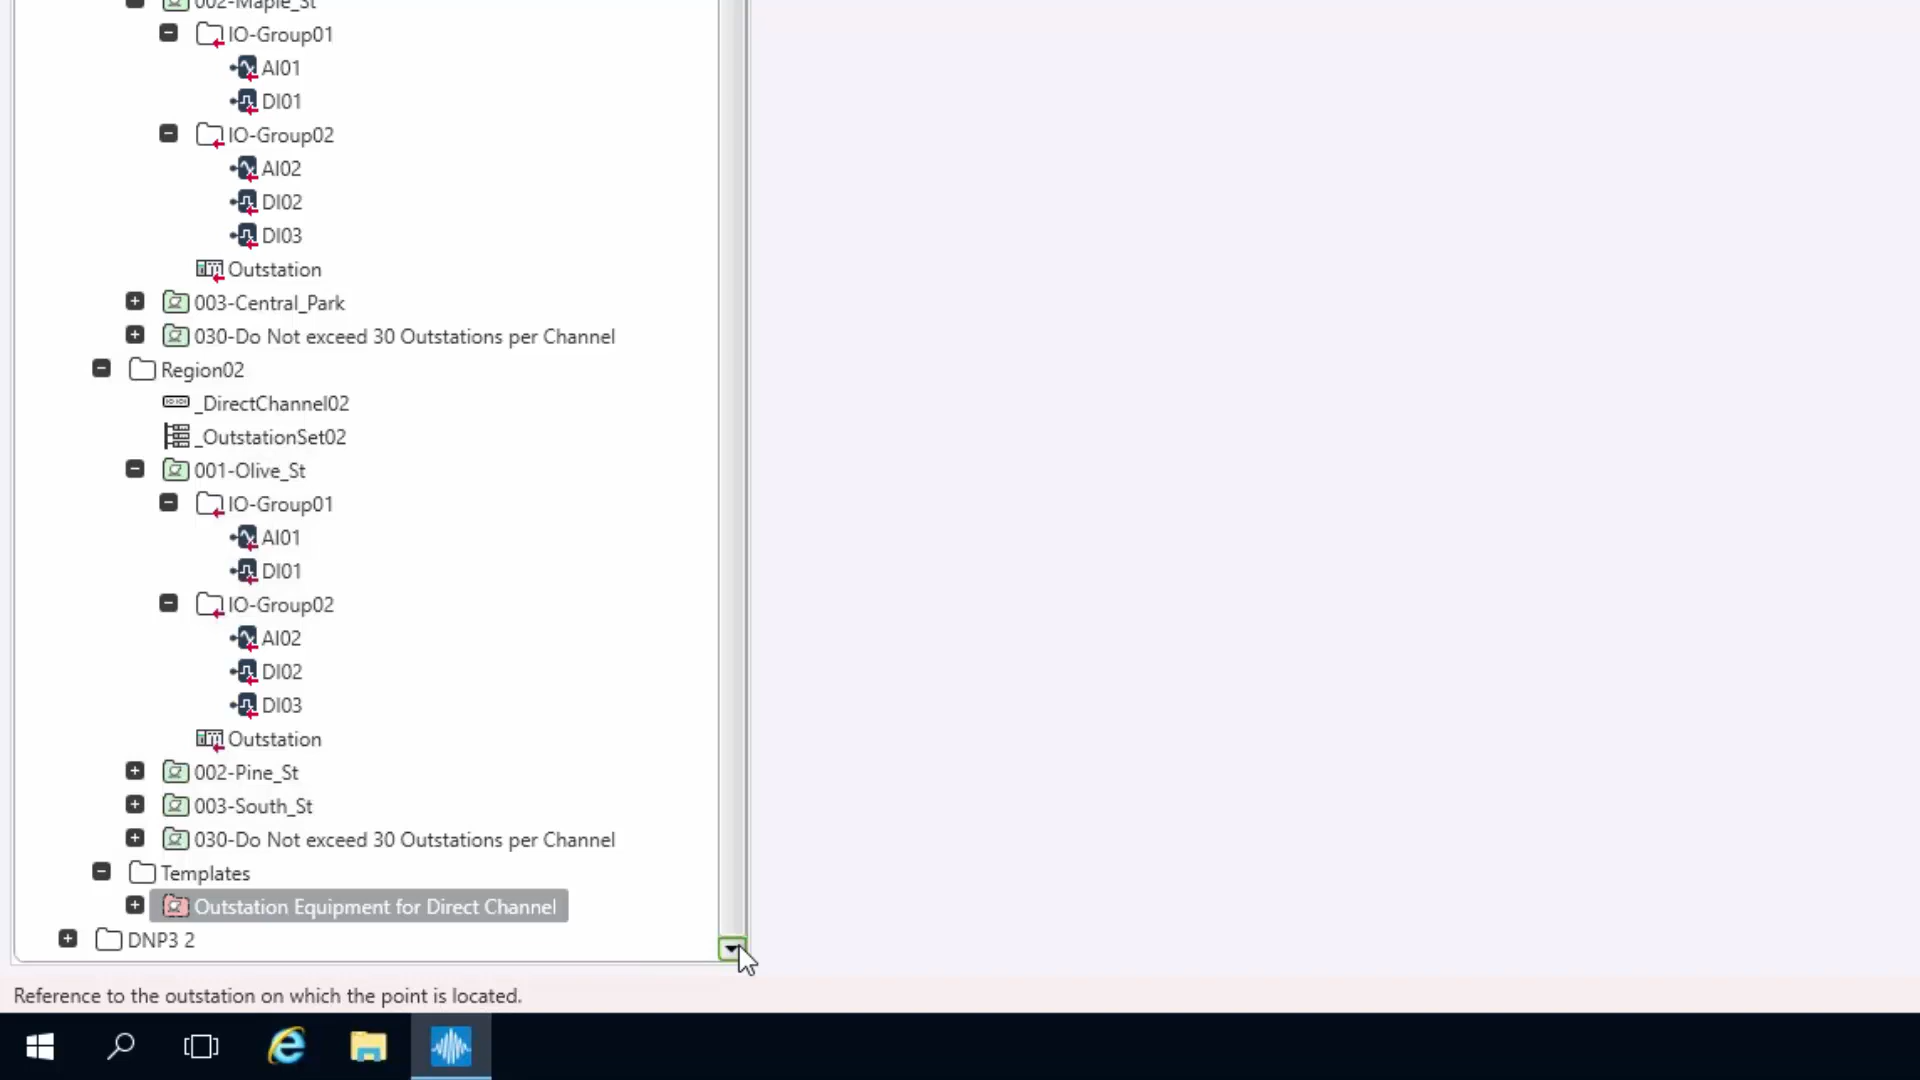 002-Maple_St
IO-Group01
AI01
DI01
IO-Group02
AI02
DI02
DI03
Outstation
003-Central_Park
030-Do Not exceed 30 Outstations per Channel
Region02
_DirectChannel02
_OutstationSet02
001-Olive_St
IO-Group01
AI01
DI01
IO-Group02
AI02
DI02
DI03
Outstation
002-Pine_St
003-South_St
030-Do Not exceed 30 Outstations per Channel
Templates
Outstation Equipment for Direct Channel
DNP3 2
Reference to the outstation on which the point is located.